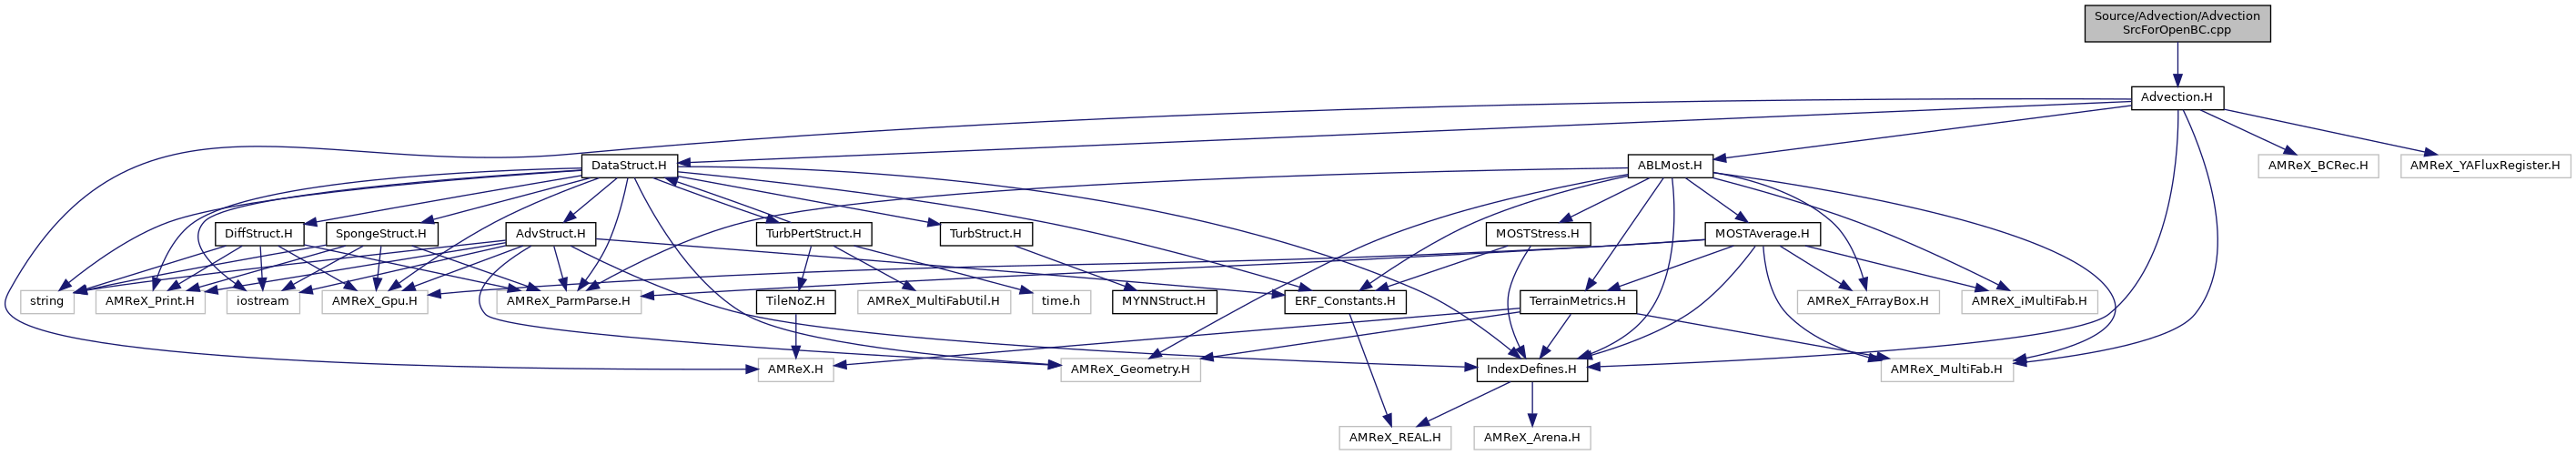 Source/Advection/Advection
SrcForOpenBC.cpp
Advection.H
DataStruct.H
ABLMost.H
AMReX_BCRec.H
AMReX_YAFluxRegister.H
DiffStruct.H
SpongeStruct.H
AdvStruct.H
TurbPertStruct.H
TurbStruct.H
MOSTStress.H
MOSTAverage.H
string
AMReX_Print.H
iostream
AMReX_Gpu.H
AMReX_ParmParse.H
TileNoZ.H
AMReX_MultiFabUtil.H
time.h
MYNNStruct.H
ERF_Constants.H
TerrainMetrics.H
AMReX_FArrayBox.H
AMReX_iMultiFab.H
AMReX.H
AMReX_Geometry.H
IndexDefines.H
AMReX_MultiFab.H
AMReX_REAL.H
AMReX_Arena.H